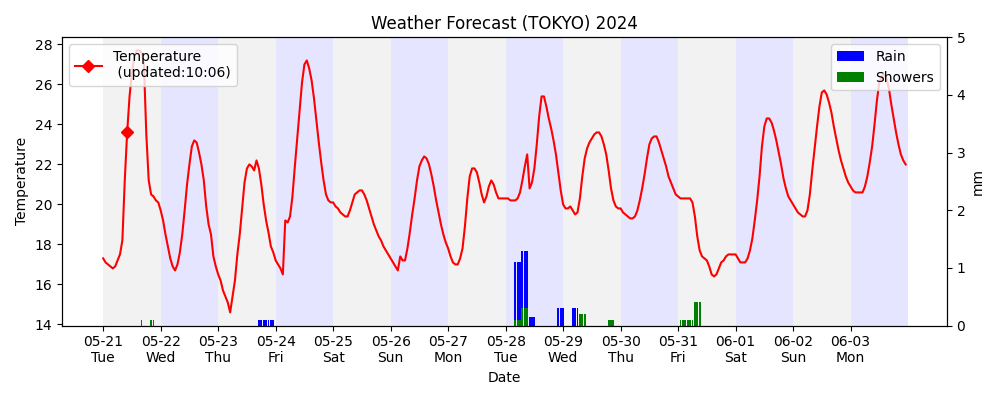 Weather Forecast (TOKYO) 2024
Temperature
(updated:10:06)
Rain
Showers
Temperature
28
26
24
22
20
18
16
14
5
4
3
2
1
0
mm
05-21 05-22 05-23 05-24 05-25 05-26 05-27 05-28 05-29 05-30 05-31 06-01 06-02 06-03
Tue Wed Thu Fri Sat Sun Mon Tue Wed Thu Fri Sat Sun Mon
Date